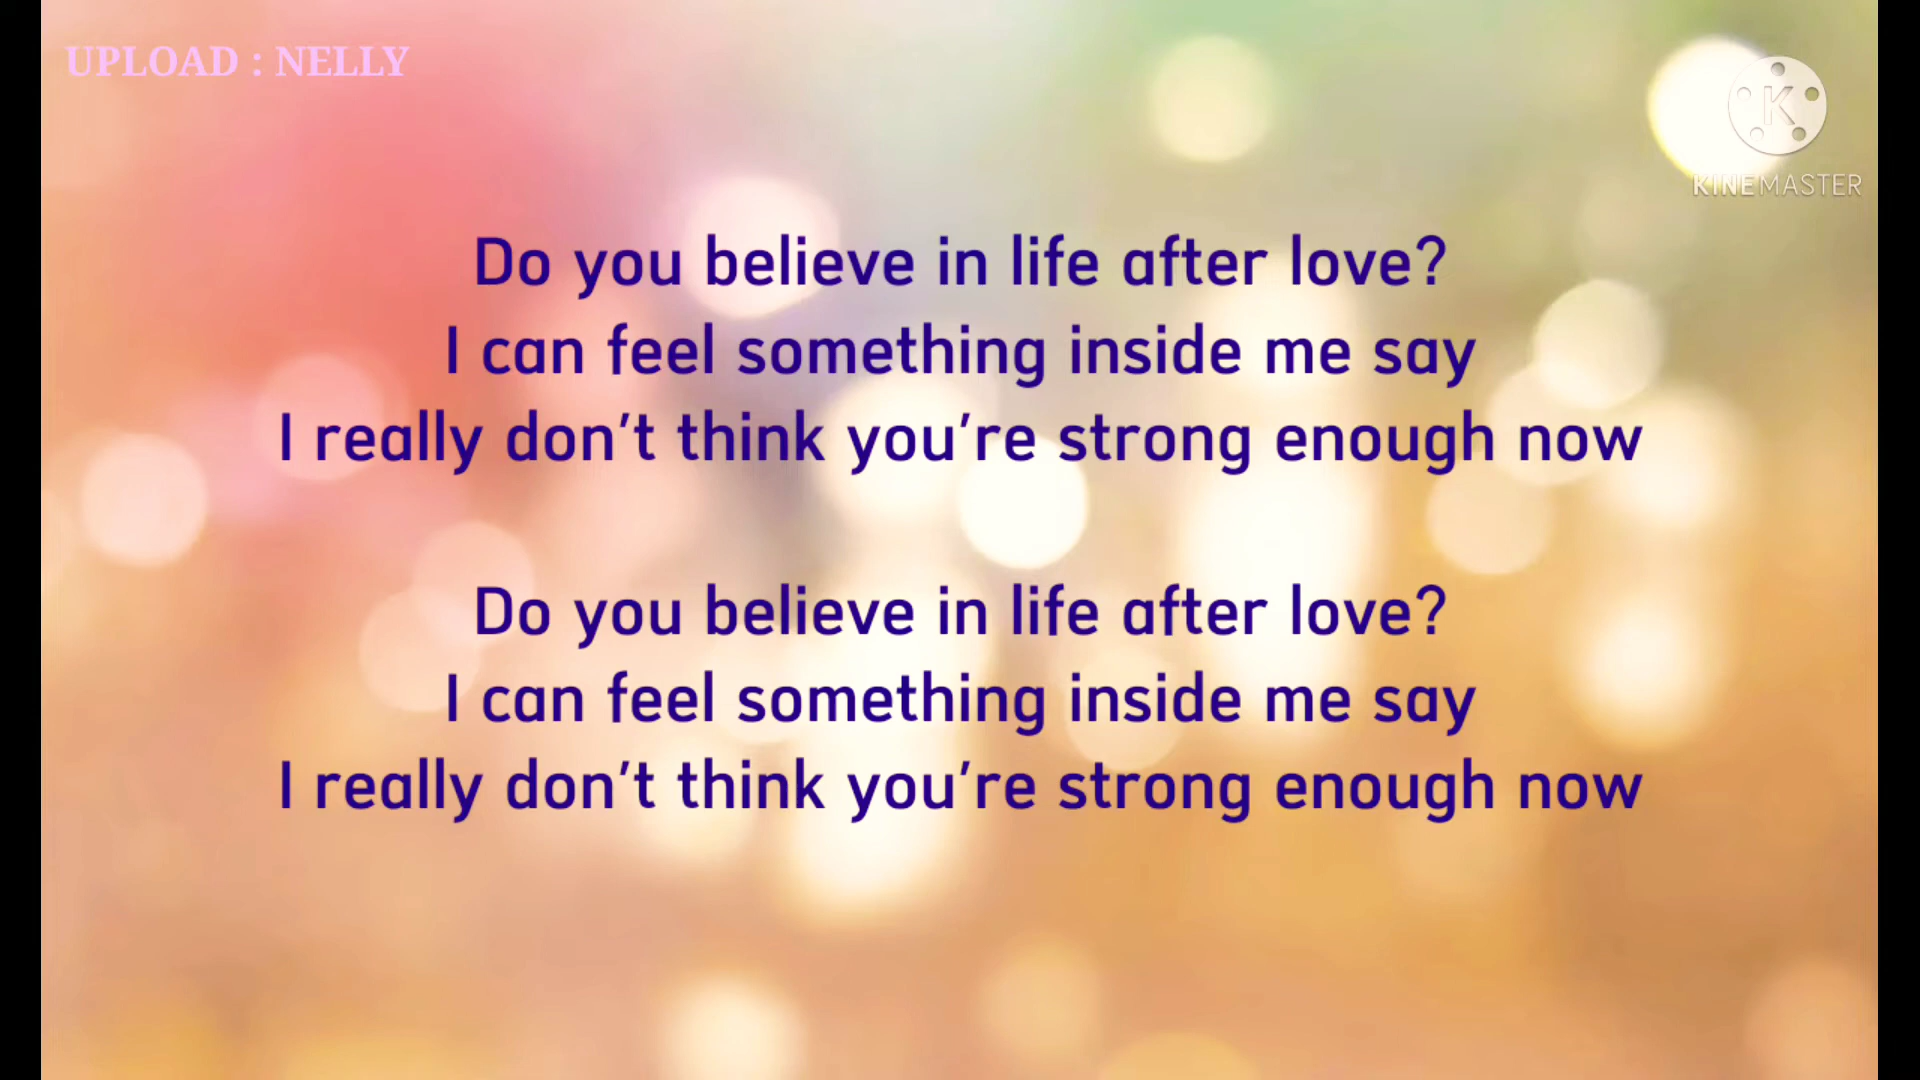 UPLOAD : NELLY
K
KINEMASTER
Do you believe in life after love?
I can feel something inside me say
I really don't think you're strong enough now
Do you believe in life after love?
I can feel something inside me say
I really don't think you're strong enough now